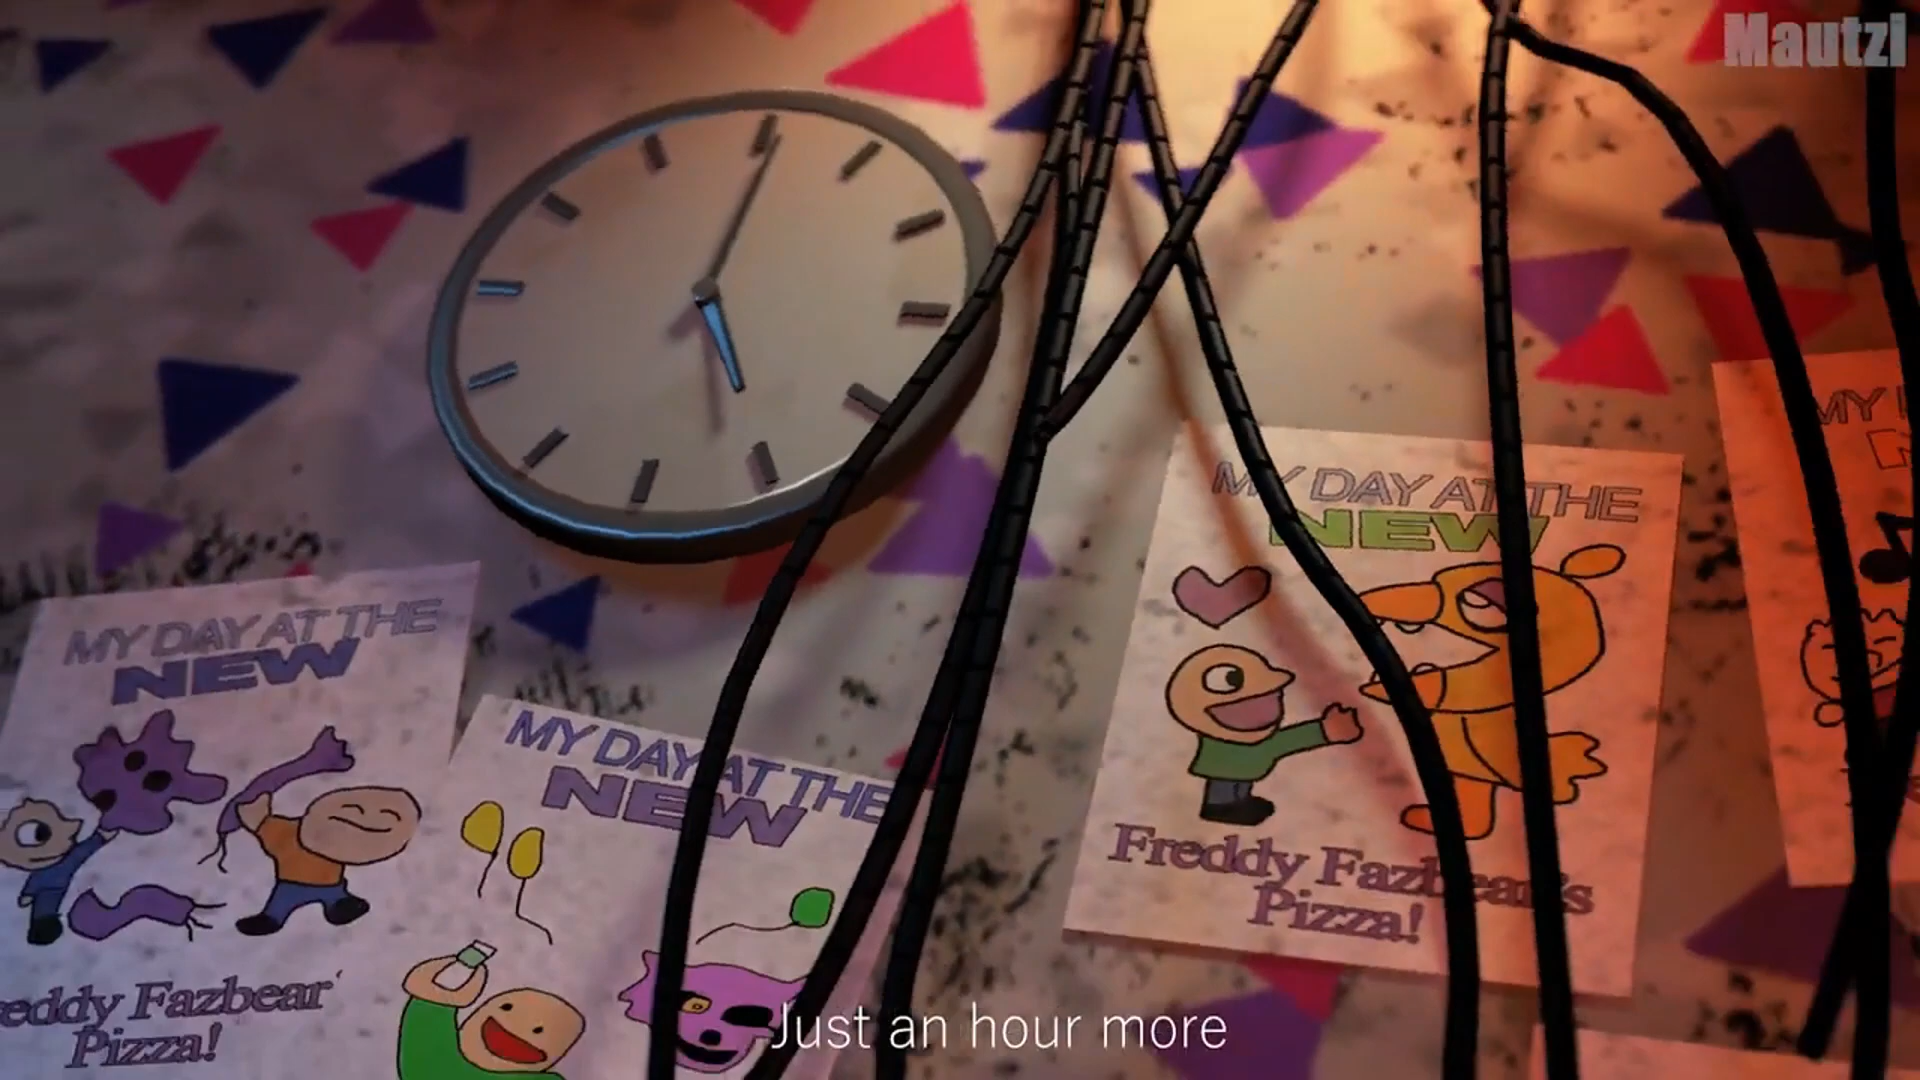 Mautzi
MY
MY DAY AT THE
NEW
Freddy Fazbear's
Pizza!
MY DAY AT THE
NEW
reddy Fazbear'
Pizza!
MY DAY AT THE
NEW
Just an hour more